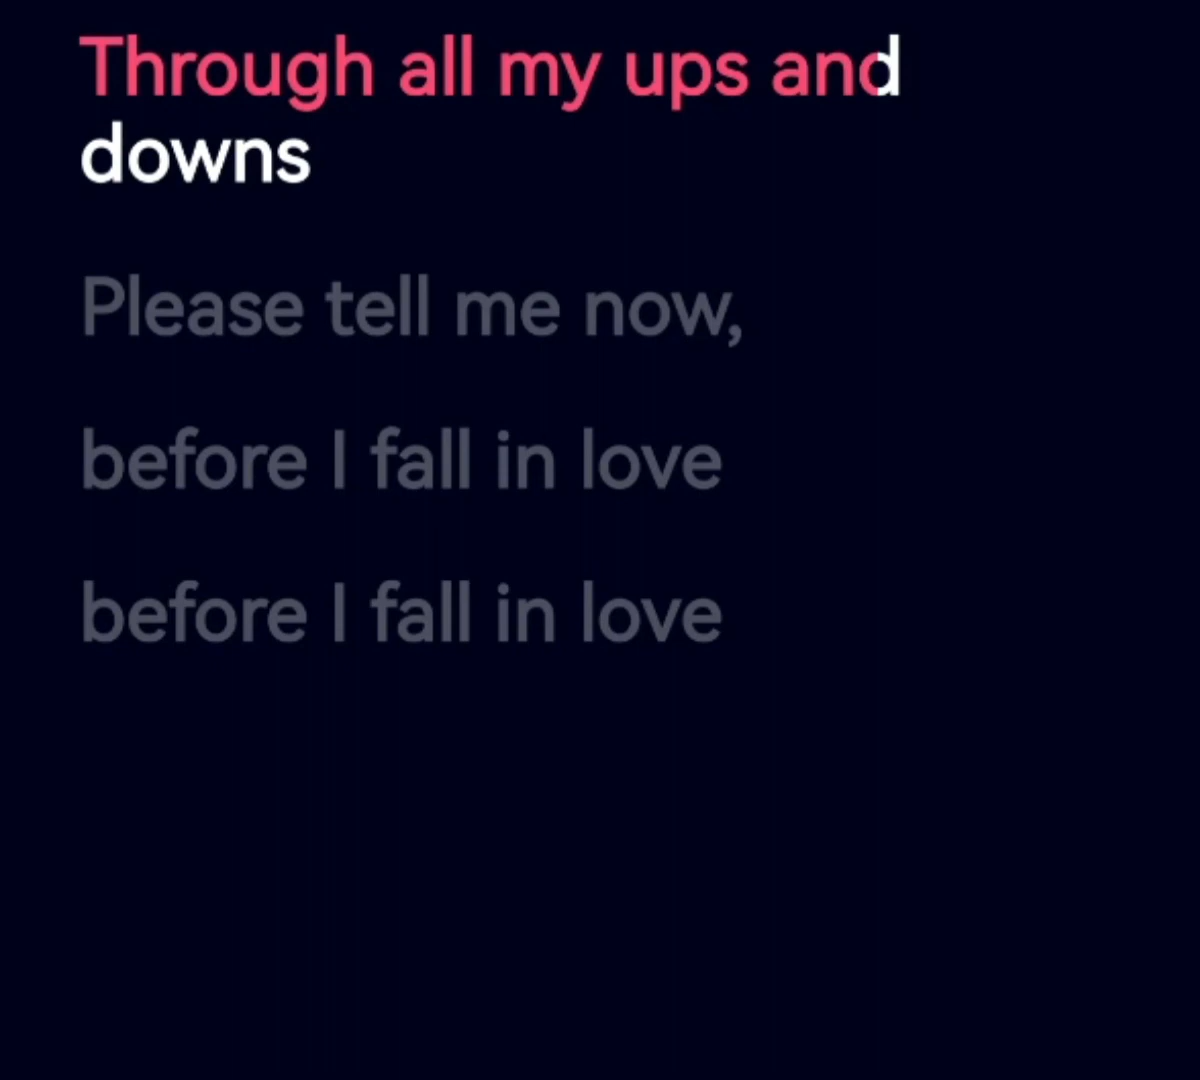 Through all my ups and
downs
Please tell me now,
before I fall in love
before I fall in love